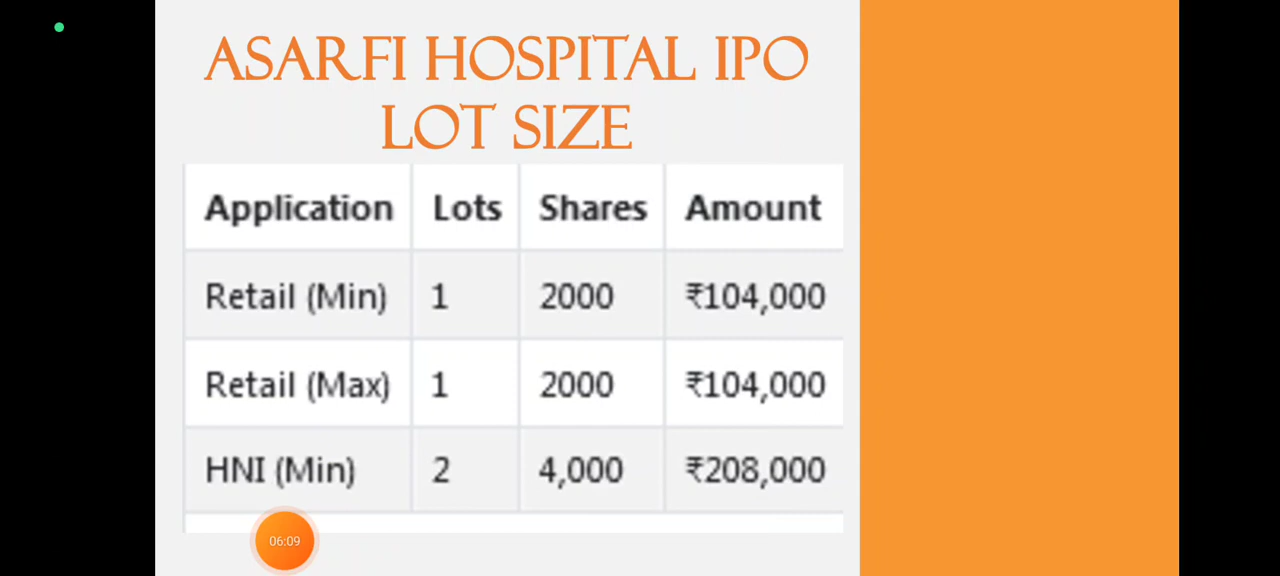 ASARFI HOSPITAL IPO
LOT SIZE
Application Lots Shares Amount
Retail (Min) 1 2000 ₹104,000
Retail (Max) 1 2000 ₹104,000
HNI (Min) 2 4,000 ₹208,000
06:09